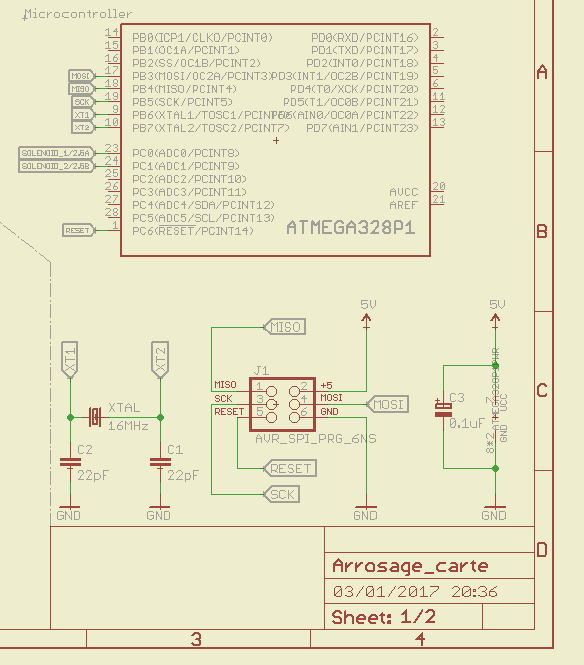 Microcontroller
14 PB0(ICP1/CLKO/PCINT0) PD0(RXD/PCINT16) 2
15 PB1(OC1A/PCINT1) PD1(TXD/PCINT17) 3
16 PB2(SS/OC1B/PCINT2) PD2(INT0/PCINT18) 4
MOSI 17 PB3(MOSI/OC2A/PCINT3) PD3(INT1/OC2B/PCINT19) 5
MISO 18 PB4(MISO/PCINT4) PD4(T0/XCK/PCINT20) 6
SCK 19 PB5(SCK/PCINT5) PD5(T1/OC0B/PCINT21) 11
XT1 9 PB6(XTAL1/TOSC1/PCINT6) PD6(AIN0/OC0A/PCINT22) 12
XT2 10 PB7(XTAL2/TOSC2/PCINT7) PD7(AIN1/PCINT23) 13
SOLENOID_1/2.5A 23 PC0(ADC0/PCINT8)
SOLENOID_2/2.5B 24 PC1(ADC1/PCINT9)
25 PC2(ADC2/PCINT10)
26 PC3(ADC3/PCINT11) AVCC 20
27 PC4(ADC4/SDA/PCINT12) AREF 21
28 PC5(ADC5/SCL/PCINT13)
RESET 1 PC6(RESET/PCINT14) ATMEGA328P1
A
B
C
D
5V 5V
XT1 XT2
MISO
J1
MISO 1 2 +5
SCK 3 4 MOSI MOSI
RESET 5 6 GND
AVR_SPI_PRG_6NS
RESET
SCK
GND
XTAL
16MHz
C2
22pF
C1
22pF
GND GND
C3
0.1uF
8*2 7
GND VCC
GND
Arrosage_carte
03/01/2017 20:36
Sheet: 1/2
3 4